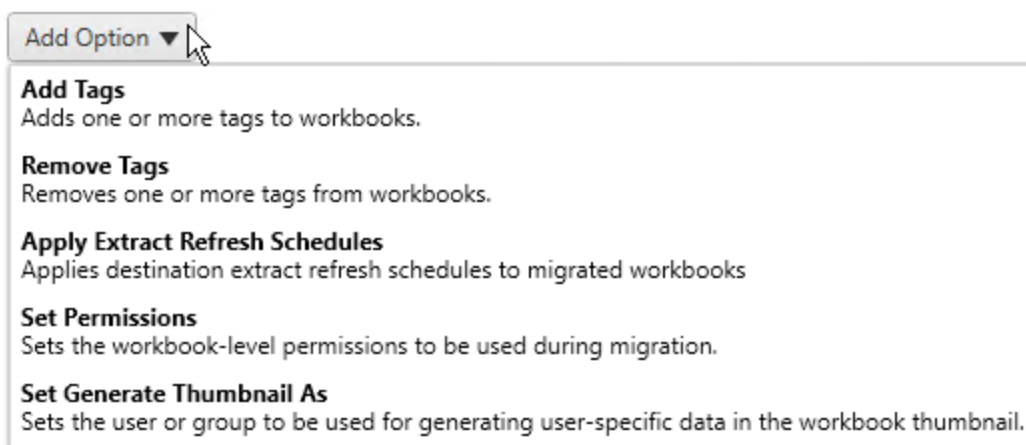 Add Option ▼
Add Tags
Adds one or more tags to workbooks.
Remove Tags
Removes one or more tags from workbooks.
Apply Extract Refresh Schedules
Applies destination extract refresh schedules to migrated workbooks
Set Permissions
Sets the workbook-level permissions to be used during migration.
Set Generate Thumbnail As
Sets the user or group to be used for generating user-specific data in the workbook thumbnail.